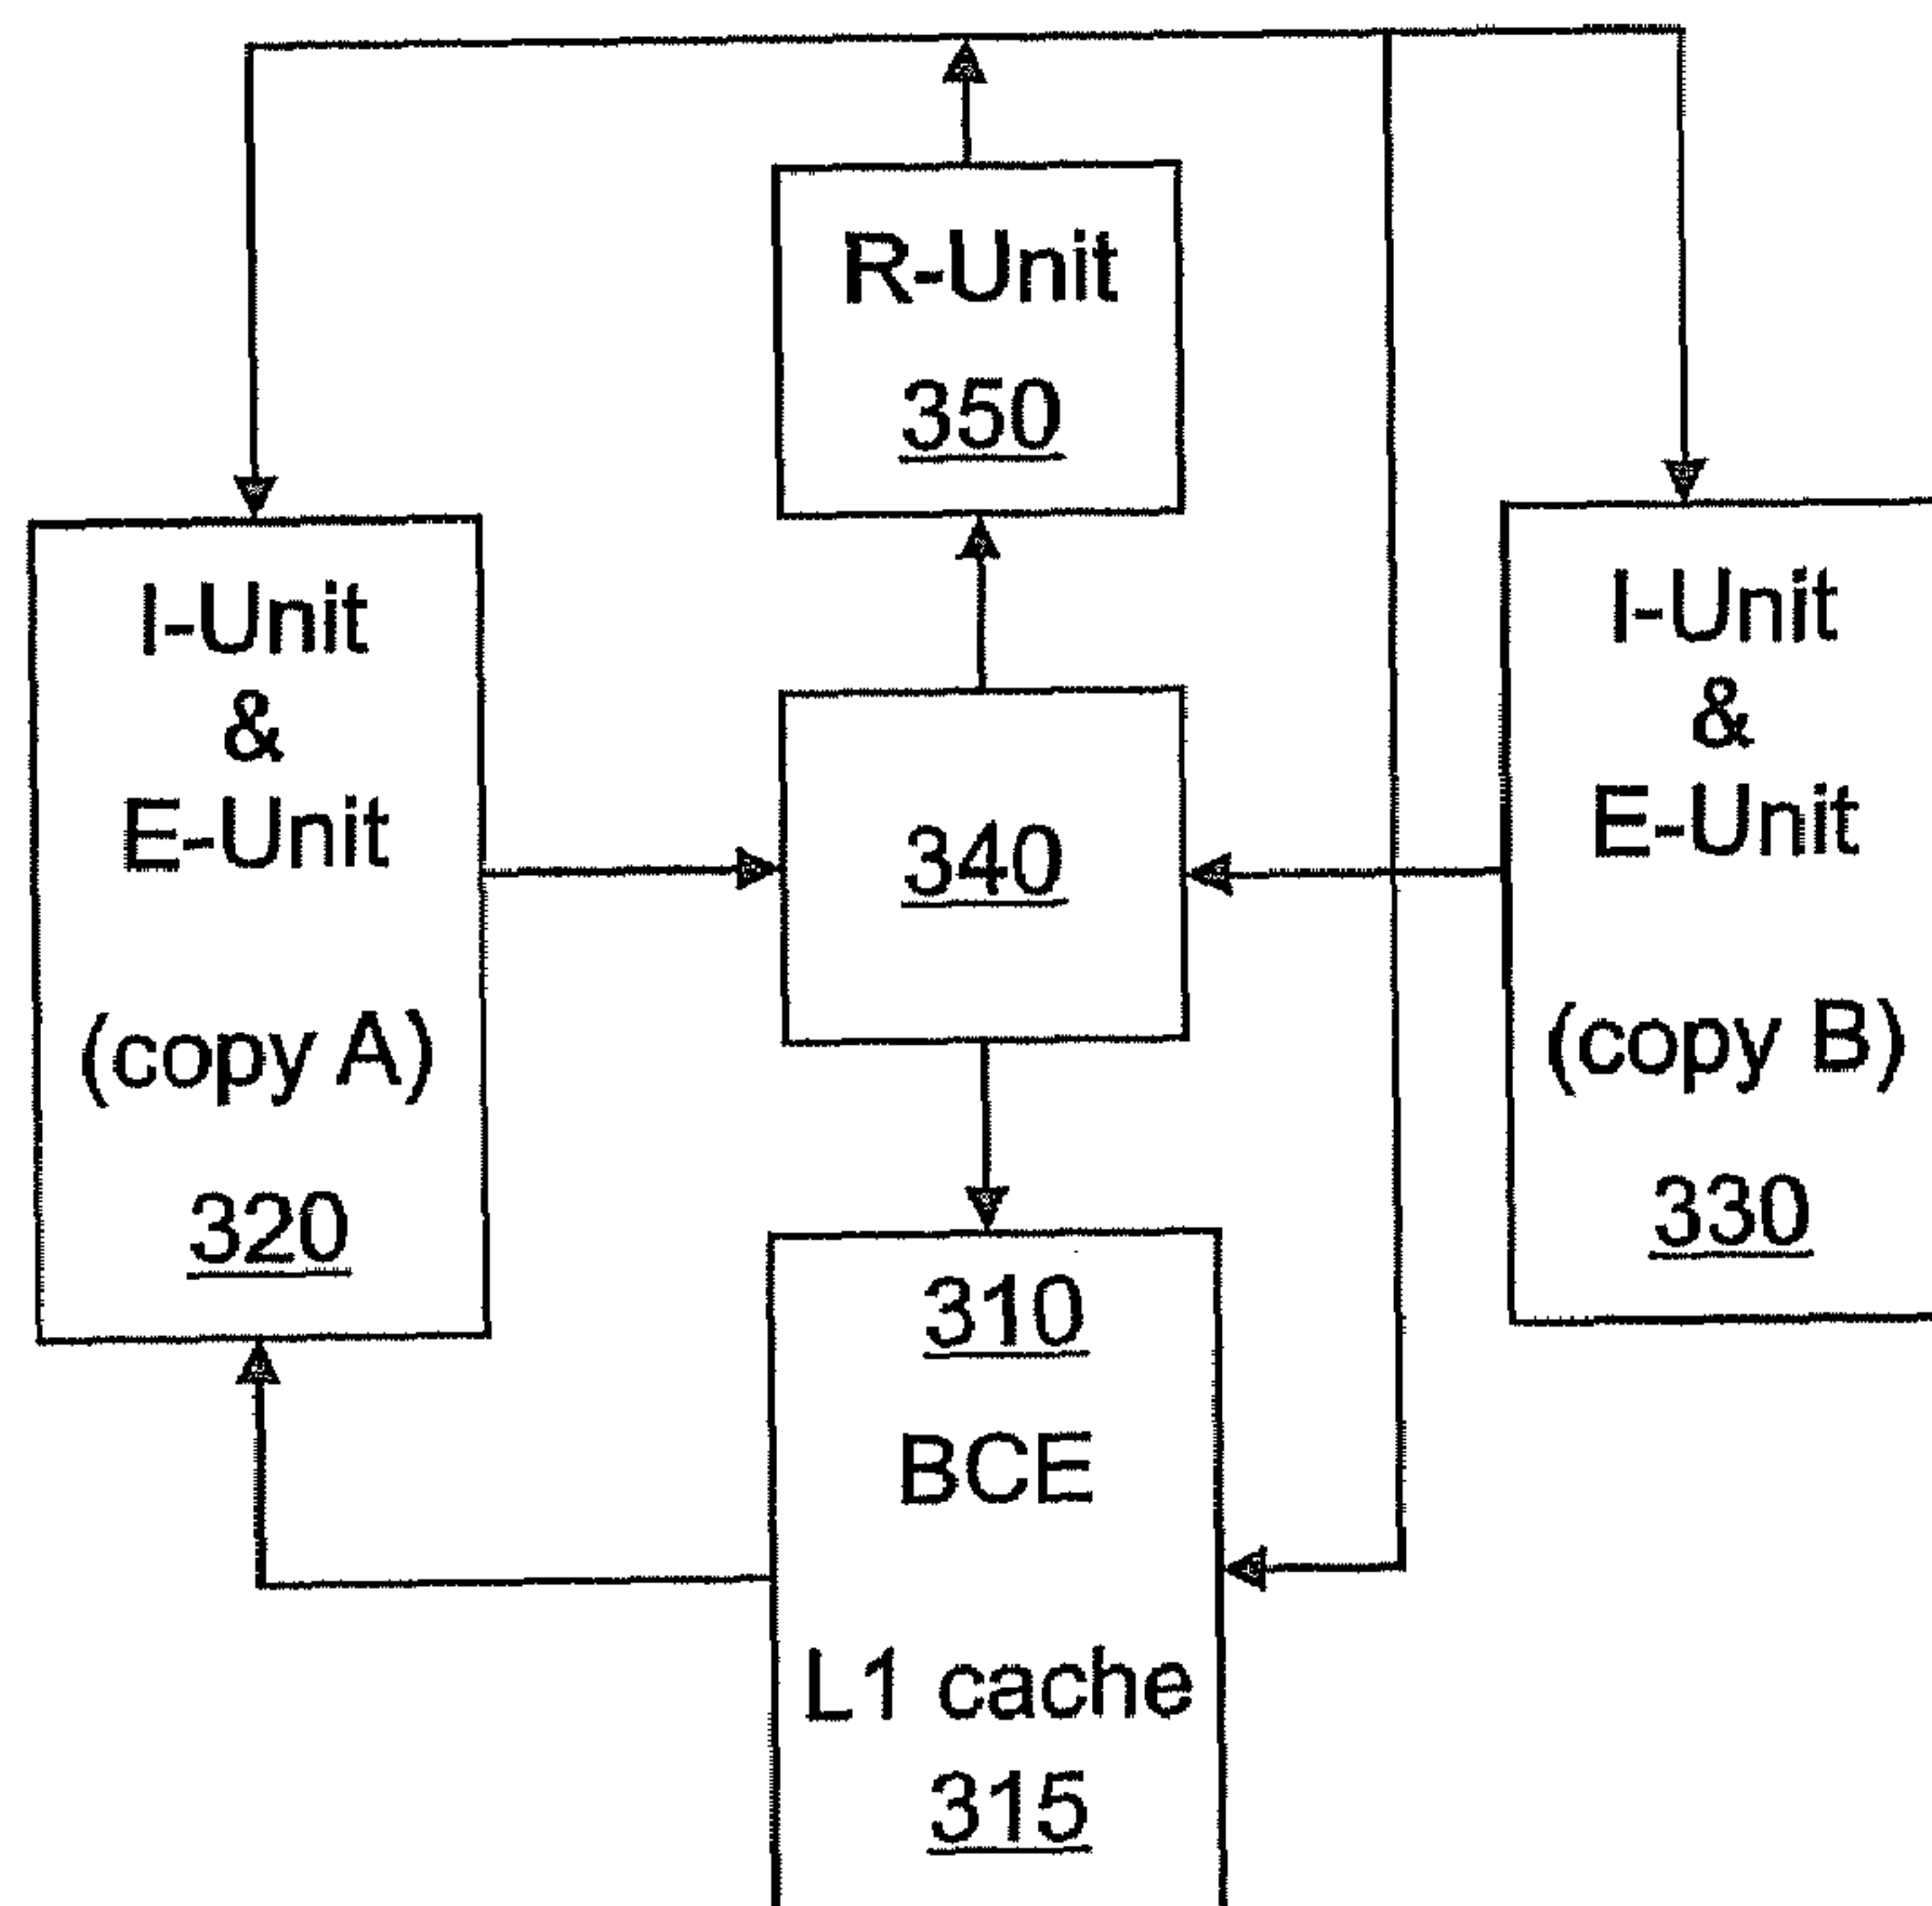 R-Unit
350
I-Unit
&
E-Unit
(copy A)
320
340
I-Unit
&
E-Unit
(copy B)
330
310
BCE
L1 cache
315